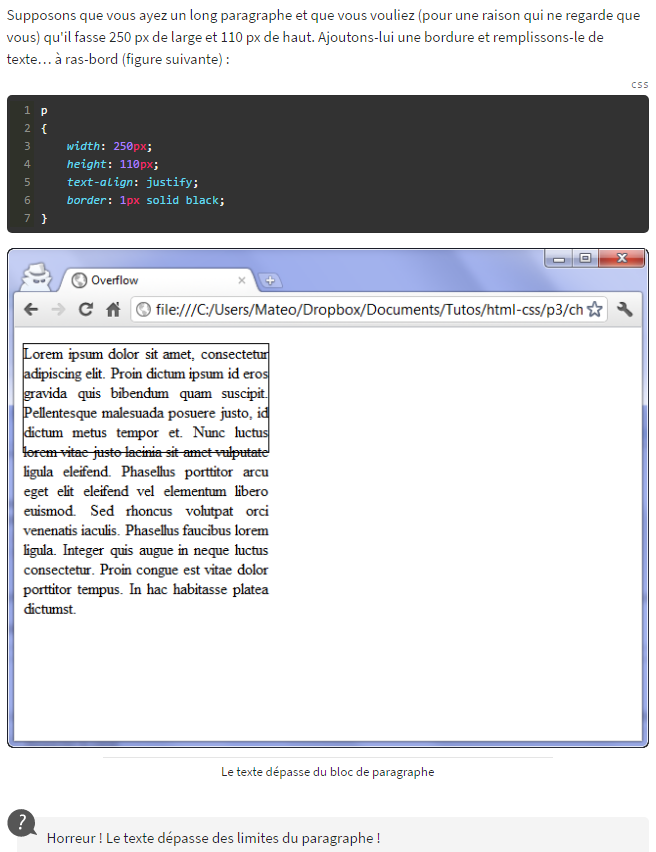 Supposons que vous ayez un long paragraphe et que vous vouliez (pour une raison qui ne regarde que
vous) qu'il fasse 250 px de large et 110 px de haut. Ajoutons-lui une bordure et remplissons-le de
texte… à ras-bord (figure suivante) :
CSS
1 p
2 {
3 width: 250px;
4 height: 110px;
5 text-align: justify;
6 border: 1px solid black;
7 }
Overflow
file:///C:/Users/Mateo/Dropbox/Documents/Tutos/html-css/p3/ch
Lorem ipsum dolor sit amet, consectetur
adipiscing elit. Proin dictum ipsum id eros
gravida quis bibendum quam suscipit.
Pellentesque malesuada posuere justo, id
dictum metus tempor et. Nunc luctus
lorem vitae justo lacinia sit amet vulputate
ligula eleifend. Phasellus porttitor arcu
eget elit eleifend vel elementum libero
euismod. Sed rhoncus volutpat orci
venenatis iaculis. Phasellus faucibus lorem
ligula. Integer quis augue in neque luctus
consectetur. Proin congue est vitae dolor
porttitor tempus. In hac habitasse platea
dictumst.
Le texte dépasse du bloc de paragraphe
?
Horreur ! Le texte dépasse des limites du paragraphe !